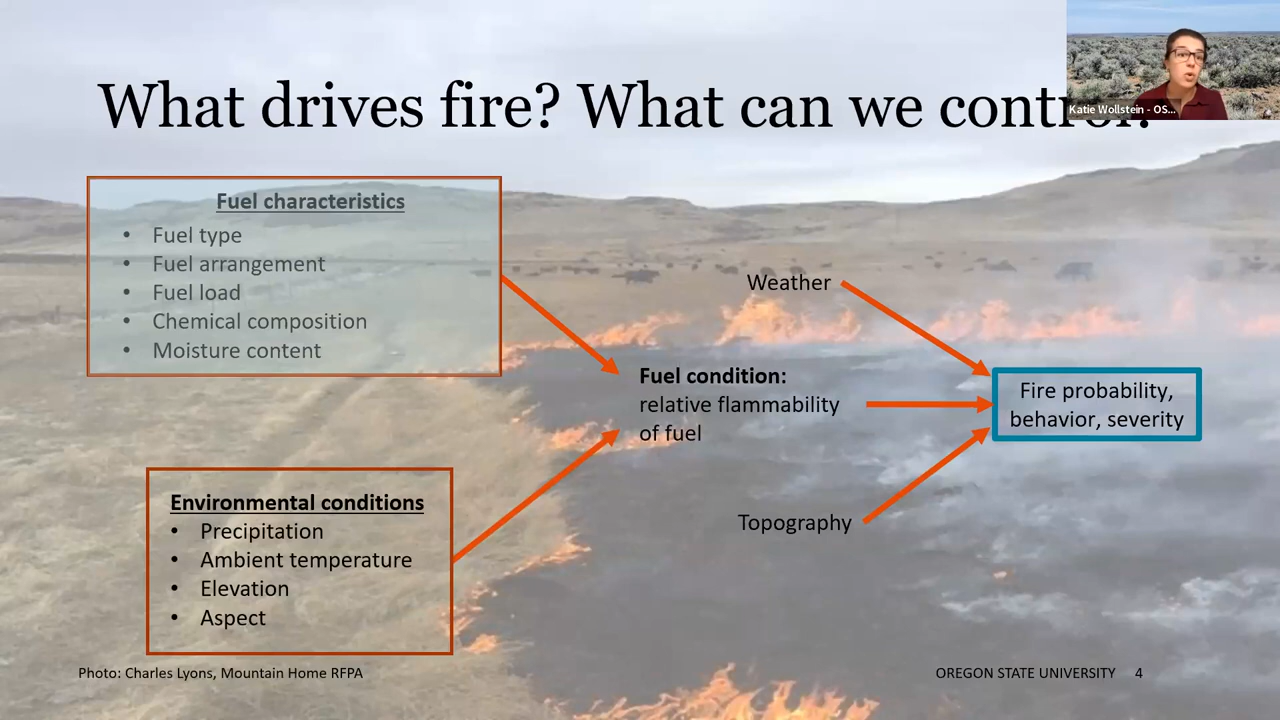 What drives fire? What can we control?
Katie Wollstein - OS...
Fuel characteristics
• Fuel type
• Fuel arrangement
• Fuel load
• Chemical composition
• Moisture content
Weather
Fuel condition:
relative flammability
of fuel
Fire probability,
behavior, severity
Environmental conditions
• Precipitation
• Ambient temperature
• Elevation
• Aspect
Topography
Photo: Charles Lyons, Mountain Home RFPA
OREGON STATE UNIVERSITY 4